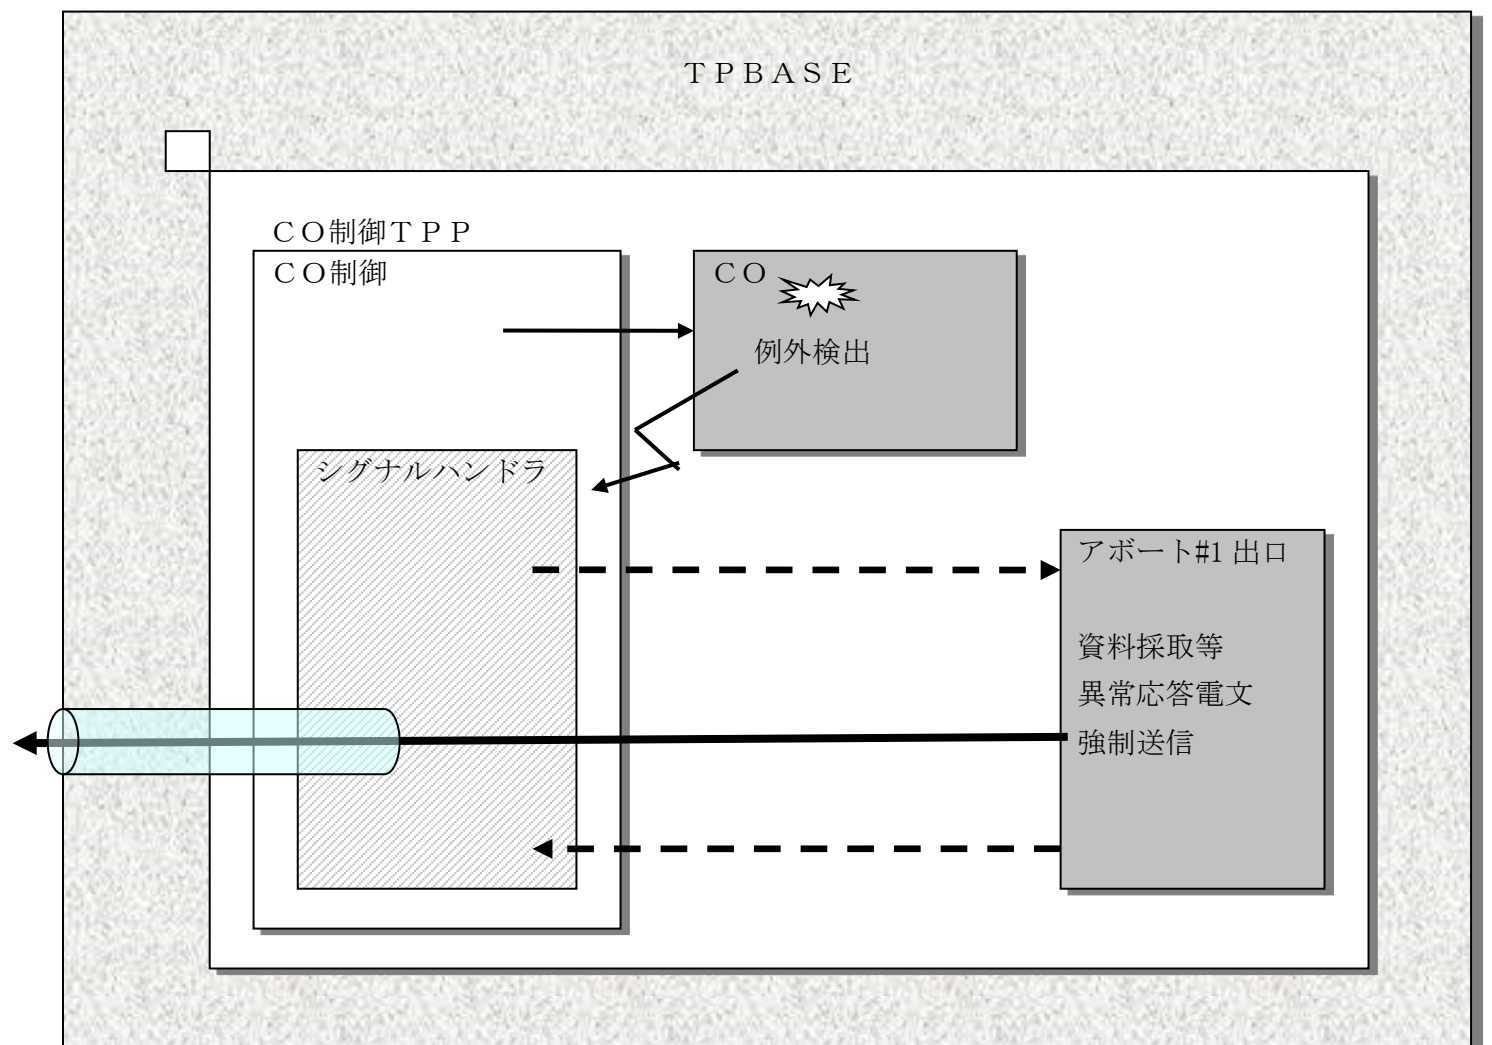 ＴＰＢＡＳＥ
ＣＯ制御ＴＰＰ
ＣＯ制御
ＣＯ
例外検出
シグナルハンドラ
アボート#1 出口
資料採取等
異常応答電文
強制送信